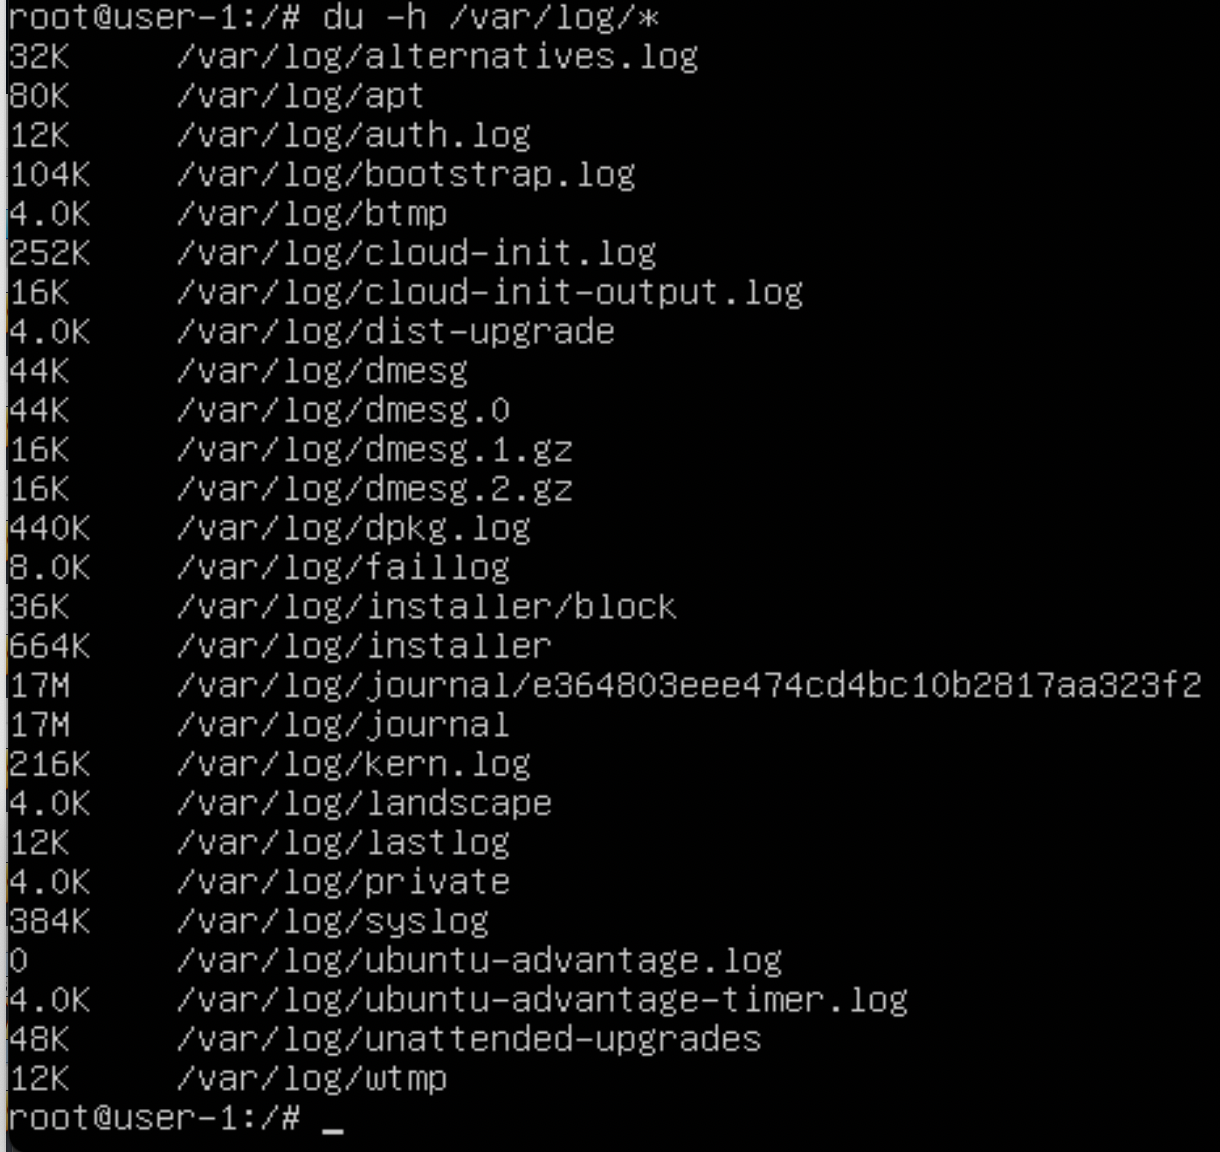 root@user-1:/# du -h /var/log/*
32K	/var/log/alternatives.log
80K	/var/log/apt
12K	/var/log/auth.log
104K	/var/log/bootstrap.log
4.0K	/var/log/btmp
252K	/var/log/cloud-init.log
16K	/var/log/cloud-init-output.log
4.0K	/var/log/dist-upgrade
44K	/var/log/dmesg
44K	/var/log/dmesg.0
16K	/var/log/dmesg.1.gz
16K	/var/log/dmesg.2.gz
440K	/var/log/dpkg.log
8.0K	/var/log/faillog
36K	/var/log/installer/block
664K	/var/log/installer
17M	/var/log/journal/e364803eee474cd4bc10b2817aa323f2
17M	/var/log/journal
216K	/var/log/kern.log
4.0K	/var/log/landscape
12K	/var/log/lastlog
4.0K	/var/log/private
384K	/var/log/syslog
0	/var/log/ubuntu-advantage.log
4.0K	/var/log/ubuntu-advantage-timer.log
48K	/var/log/unattended-upgrades
12K	/var/log/wtmp
root@user-1:/# _